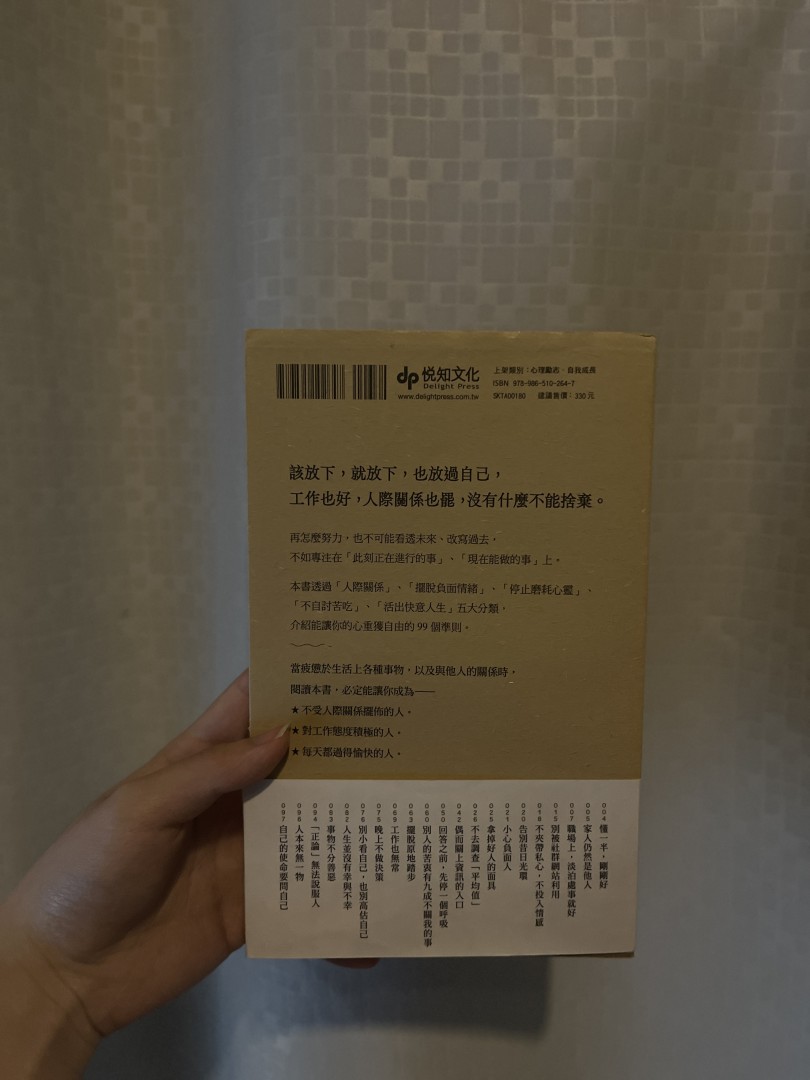 dp 悦知文化
Delight Press
www.delightpress.com.tw
上架類別：心理勵志．自我成長
ISBN 978-986-510-264-7
SKTA00180 建議售價：330 元
該放下，就放下，也放過自己，
工作也好，人際關係也罷，沒有什麼不能捨棄。
再怎麼努力，也不可能看透未來、改寫過去。
不如專注在「此刻正在進行的事」、「現在能做的事」上。
本書透過「人際關係」、「擺脫負面情緒」、「停止磨耗心靈」、
「不自討苦吃」、「活出快意人生」五大分類，
介紹能讓你的心重獲自由的 99 個準則。
當疲憊於生活上各種事物，以及與他人的關係時，
閱讀本書，必定能讓你成為——
★ 不受人際關係擺佈的人。
★ 對工作態度積極的人。
★ 每天都過得愉快的人。
004 懂一半，剛剛好
005 家人仍然是他人
007 職場上，淡泊處事就好
015 別被社群網站利用
018 不夾帶私心，不投入情感
020 告別昔日光環
021 小心負面人
025 拿掉好人的面具
026 不去調查「平均值」
042 偶而關上資訊的入口
050 回答之前，先停一個呼吸
060 別人的苦衷有九成不關我的事
063 擺脫原地踏步
069 工作也無常
075 晚上不做決策
076 別小看自己，也別高估自己
082 人生並沒有幸與不幸
093 事物不分善惡
094 「正論」無法說服人
096 人本來無一物
097 自己的使命要問自己